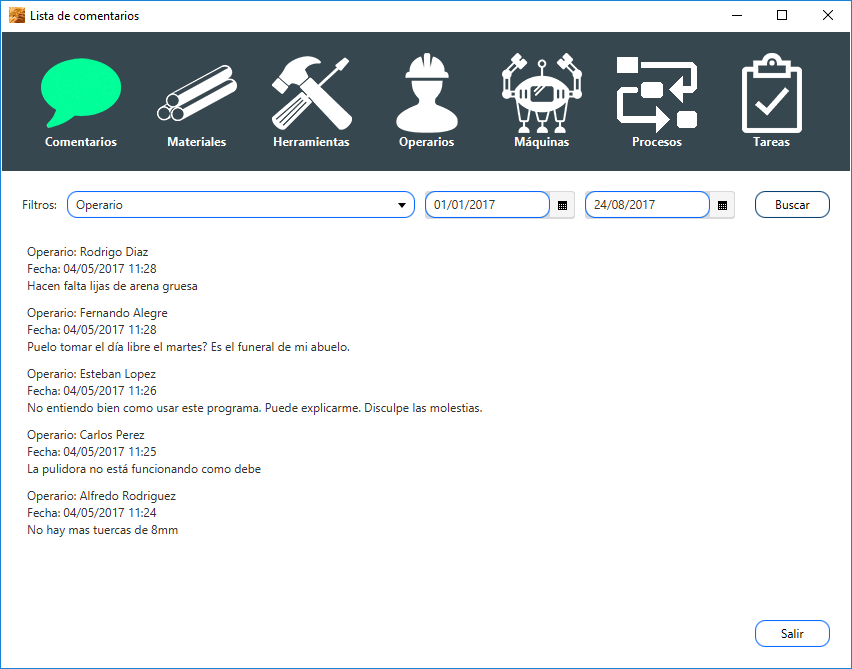 Lista de comentarios
Comentarios
Materiales
Herramientas
Operarios
Máquinas
Procesos
Tareas
Filtros: Operario 01/01/2017 24/08/2017 Buscar
Operario: Rodrigo Diaz
Fecha: 04/05/2017 11:28
Hacen falta lijas de arena gruesa
Operario: Fernando Alegre
Fecha: 04/05/2017 11:28
Puelo tomar el día libre el martes? Es el funeral de mi abuelo.
Operario: Esteban Lopez
Fecha: 04/05/2017 11:26
No entiendo bien como usar este programa. Puede explicarme. Disculpe las molestias.
Operario: Carlos Perez
Fecha: 04/05/2017 11:25
La pulidora no está funcionando como debe
Operario: Alfredo Rodriguez
Fecha: 04/05/2017 11:24
No hay mas tuercas de 8mm
Salir